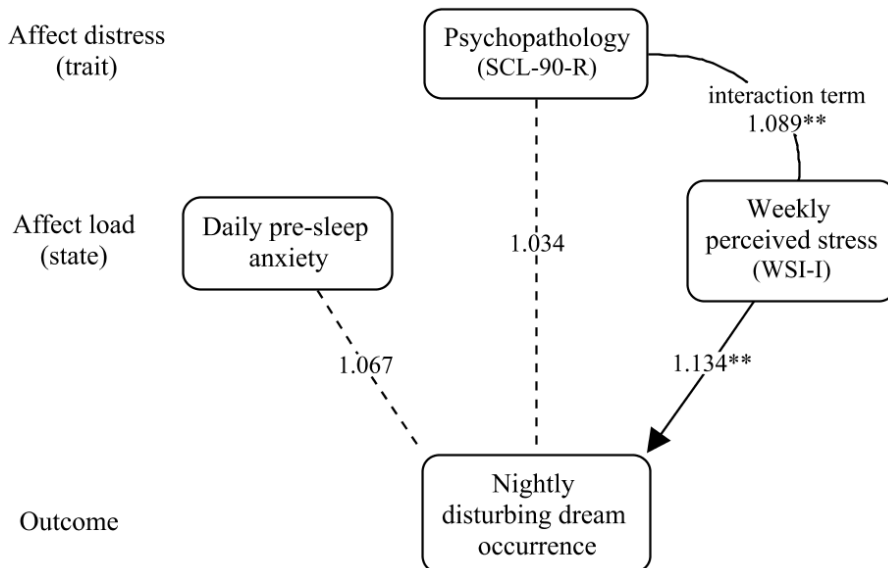 Affect distress
(trait)
Psychopathology
(SCL-90-R)
interaction term
1.089**
Affect load
(state)
Daily pre-sleep
anxiety
1.034
Weekly
perceived stress
(WSI-I)
1.067
1.134**
Outcome
Nightly
disturbing dream
occurrence